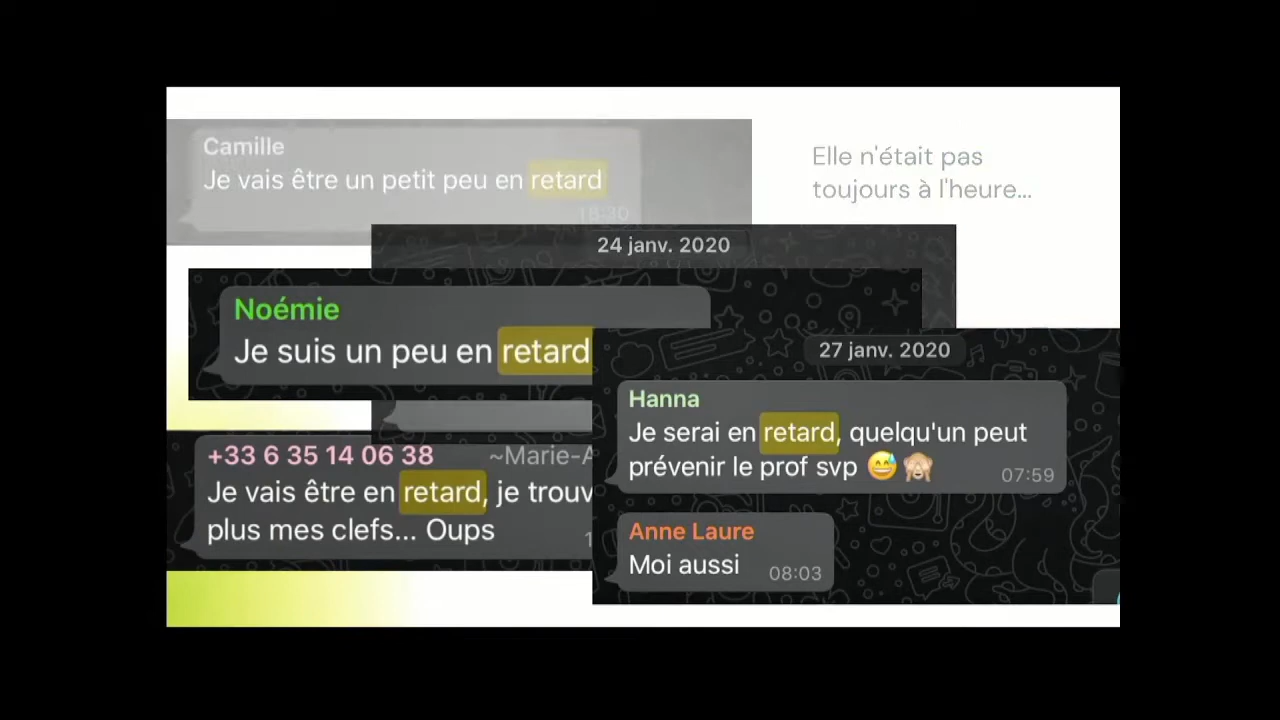 Camille
Je vais être un petit peu en retard
18:30
Elle n'était pas
toujours à l'heure...
24 janv. 2020
Noémie
Je suis un peu en retard
27 janv. 2020
Hanna
Je serai en retard, quelqu'un peut
prévenir le prof svp 😅🙈
07:59
+33 6 35 14 06 38 ~Marie-A
Je vais être en retard, je trouv
plus mes clefs... Oups
Anne Laure
Moi aussi
08:03